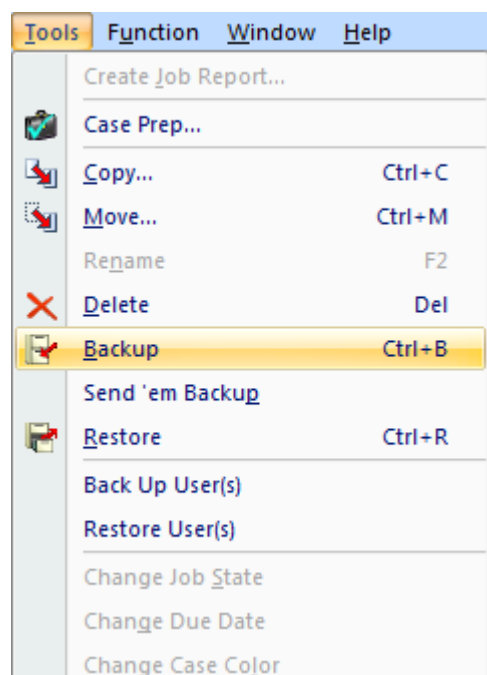 Tools Function Window Help
Create Job Report...
Case Prep...
Copy... Ctrl+C
Move... Ctrl+M
Rename F2
Delete Del
Backup Ctrl+B
Send 'em Backup
Restore Ctrl+R
Back Up User(s)
Restore User(s)
Change Job State
Change Due Date
Change Case Color